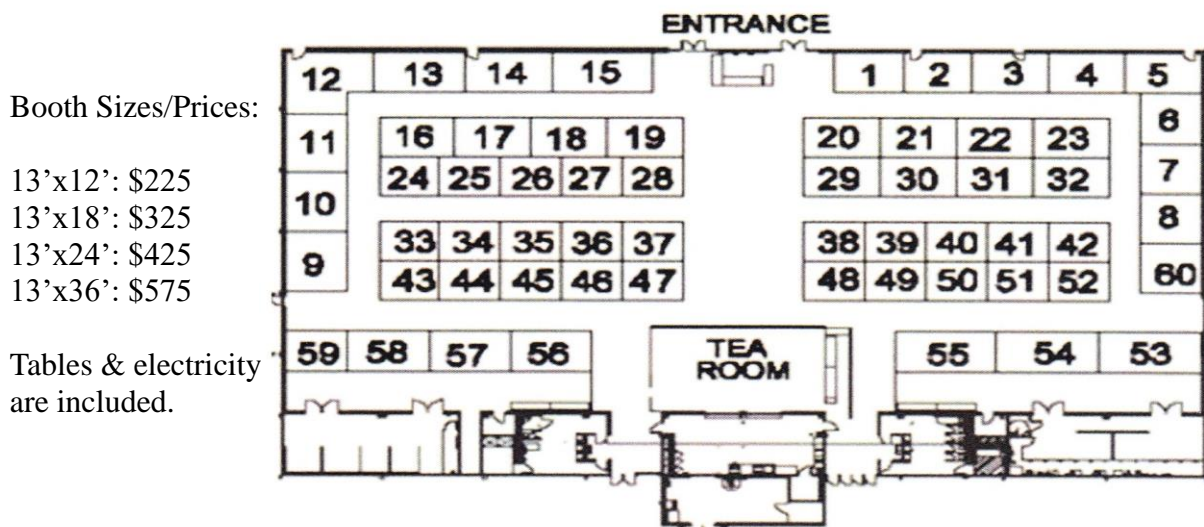 ENTRANCE
Booth Sizes/Prices:
13’x12’: $225
13’x18’: $325
13’x24’: $425
13’x36’: $575
Tables & electricity
are included.
12 13 14 15 1 2 3 4 5
11 16 17 18 19 20 21 22 23 6
24 25 26 27 28 29 30 31 32 7
10 8
33 34 35 36 37 38 39 40 41 42
9 43 44 45 46 47 48 49 50 51 52 60
59 58 57 56 TEA 55 54 53
ROOM